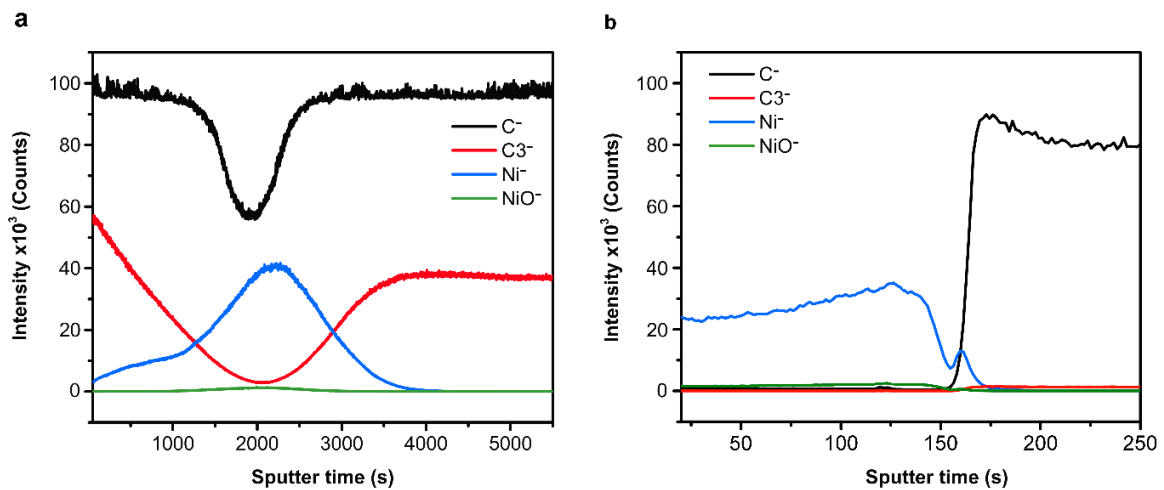 a
100
80
60
40
20
0
Intensity x10³ (Counts)
C⁻
C3⁻
Ni⁻
NiO⁻
1000 2000 3000 4000 5000
Sputter time (s)
b
100
80
60
40
20
0
Intensity x10³ (Counts)
C⁻
C3⁻
Ni⁻
NiO⁻
50 100 150 200 250
Sputter time (s)